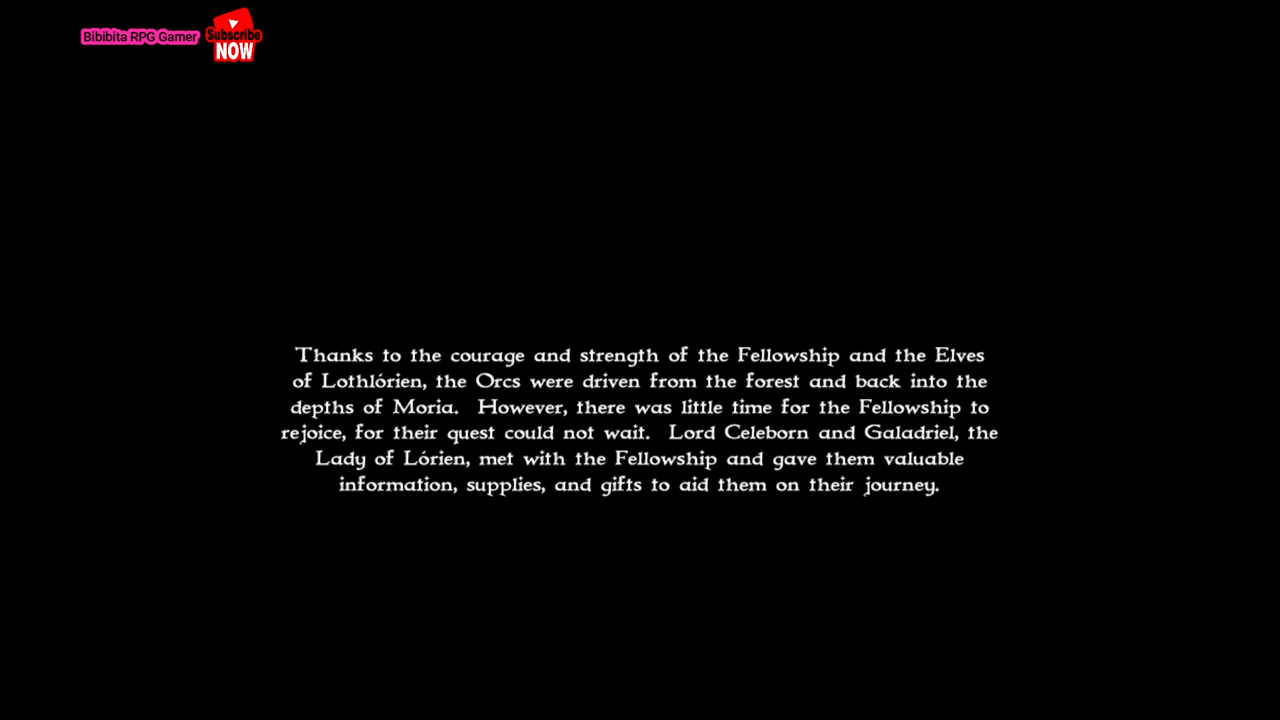 Bibibita RPG Gamer
Subscribe
NOW
Thanks to the courage and strength of the Fellowship and the Elves
of Lothlórien, the Orcs were driven from the forest and back into the
depths of Moria.  However, there was little time for the Fellowship to
rejoice, for their quest could not wait.  Lord Celeborn and Galadriel, the
Lady of Lórien, met with the Fellowship and gave them valuable
information, supplies, and gifts to aid them on their journey.